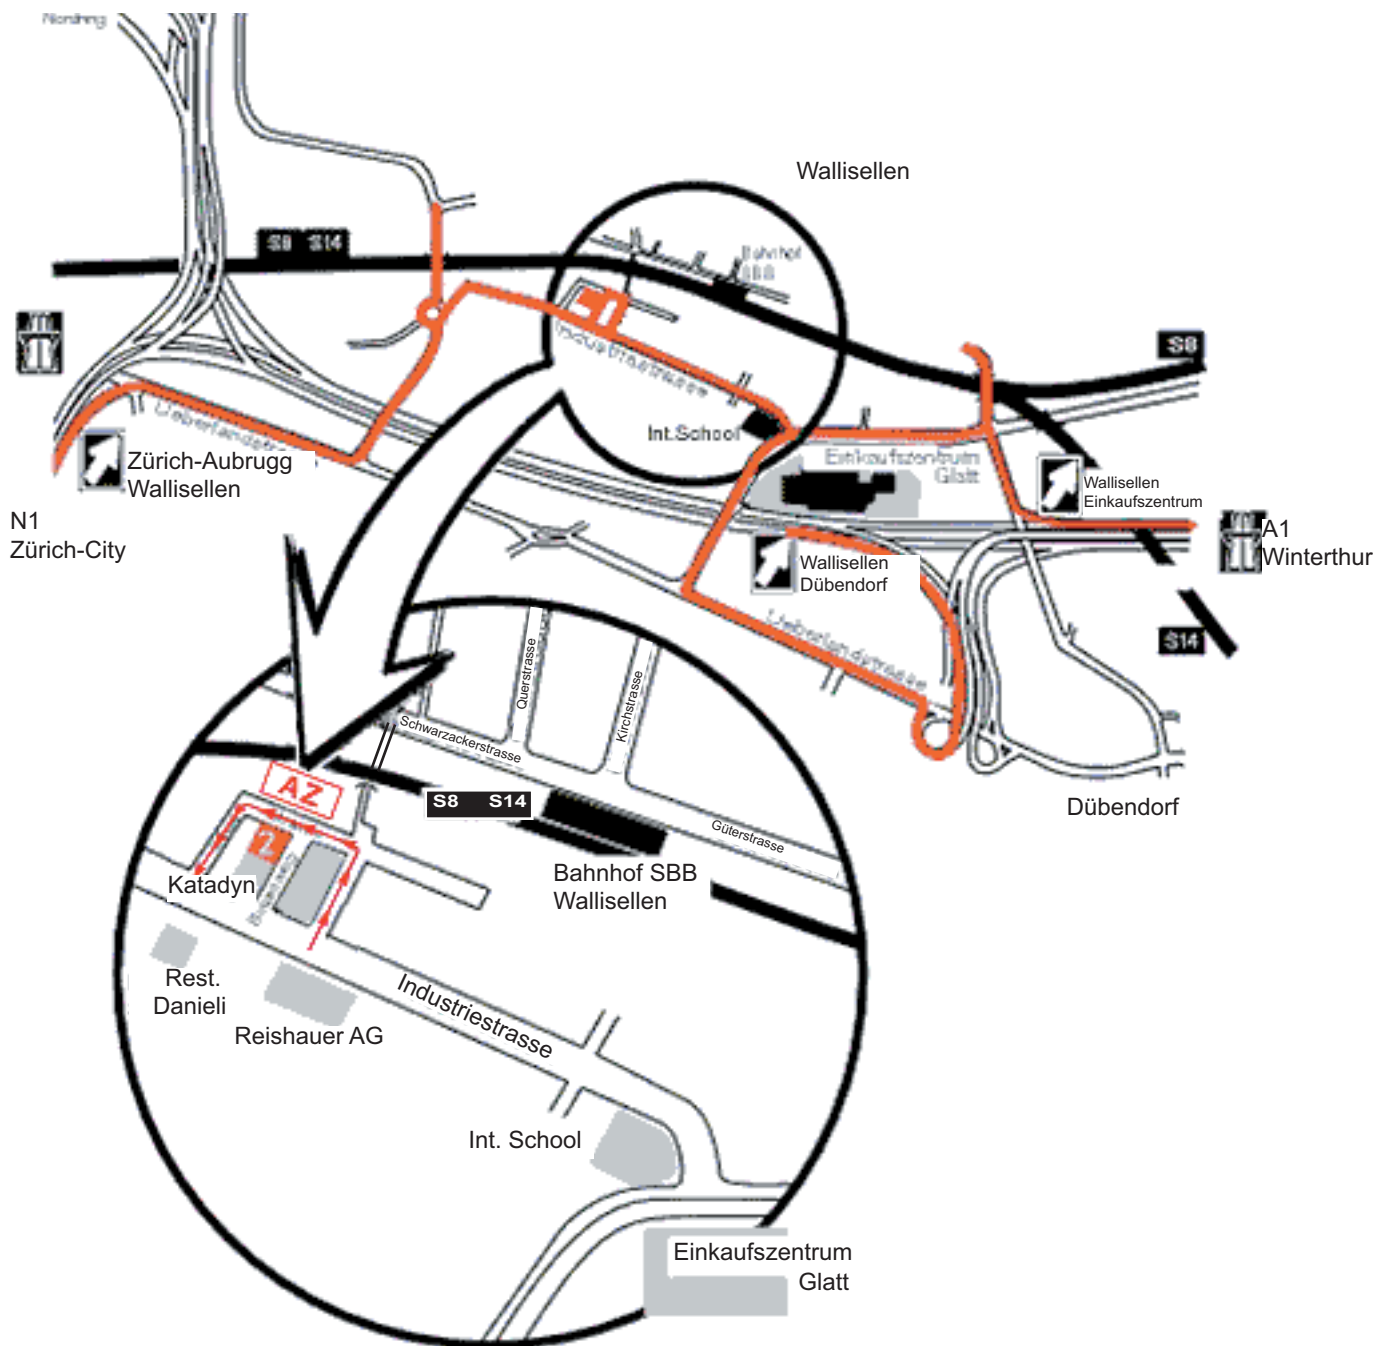 Nordring
Wallisellen
S8 S14
Bahnhof
SBB
S8
Industriestrasse
Int.School
Ueberlandstrasse
Einkaufszentrum
Glatt
Zürich-Aubrugg
Wallisellen
Wallisellen
Einkaufszentrum
N1
Zürich-City
A1
Winterthur
Wallisellen
Dübendorf
Ueberlandstrasse
S14
Querstrasse
Kirchstrasse
Schwarzackerstrasse
AZ
S8 S14
Güterstrasse
Dübendorf
2
Katadyn
Bahnhof SBB
Wallisellen
Rest.
Danieli
Industriestrasse
Reishauer AG
Int. School
Einkaufszentrum
Glatt